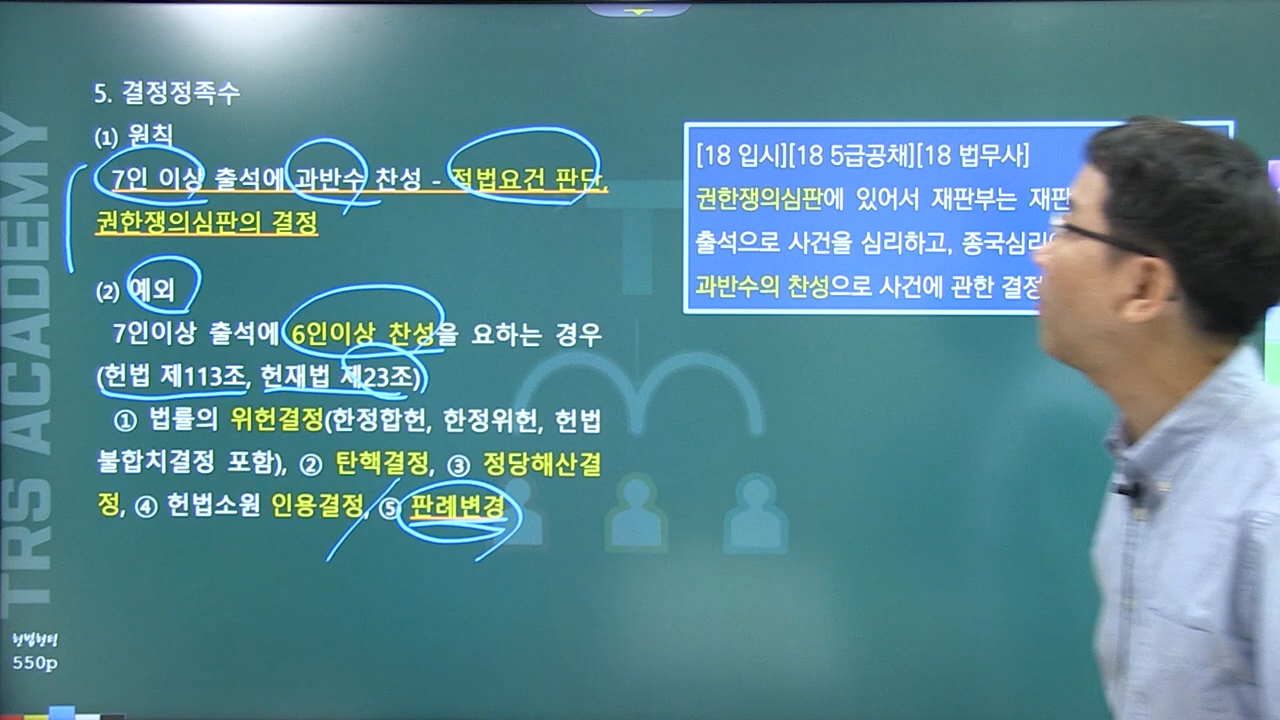 5. 결정정족수
(1) 원칙
7인 이상 출석에 과반수 찬성 - 적법요건 판단,
권한쟁의심판의 결정
(2) 예외
7인이상 출석에 6인이상 찬성을 요하는 경우
(헌법 제113조, 헌재법 제23조)
① 법률의 위헌결정(한정합헌, 한정위헌, 헌법
불합치결정 포함), ② 탄핵결정, ③ 정당해산결
정, ④ 헌법소원 인용결정, ⑤ 판례변경
[18 입시][18 5급공채][18 법무사]
권한쟁의심판에 있어서 재판부는 재판
출석으로 사건을 심리하고,
과반수의 찬성으로 사건에 관한 결정
TRS ACADEMY
헌법헌팅
550p